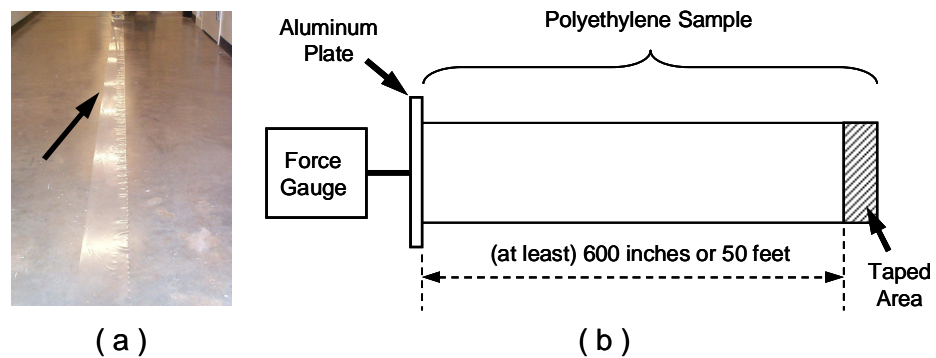 Polyethylene Sample
Aluminum
Plate
Force
Gauge
(at least) 600 inches or 50 feet
Taped
Area
( a )
( b )